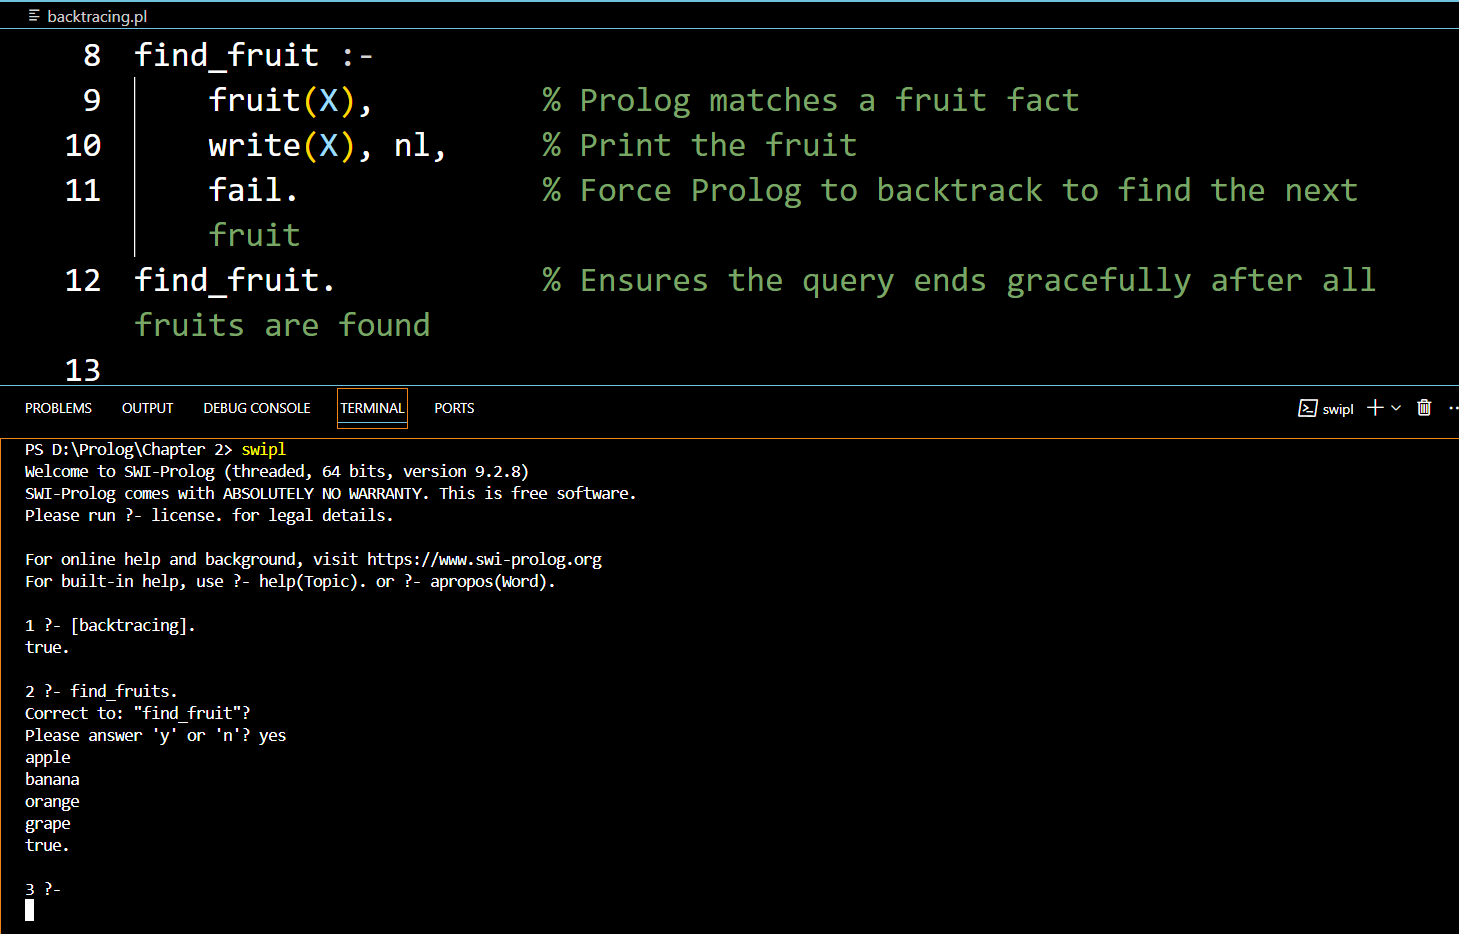 backtracing.pl
8 find_fruit :-
9 fruit(X), % Prolog matches a fruit fact
10 write(X), nl, % Print the fruit
11 fail. % Force Prolog to backtrack to find the next
fruit
12 find_fruit. % Ensures the query ends gracefully after all
fruits are found
13
PROBLEMS OUTPUT DEBUG CONSOLE TERMINAL PORTS swipl
PS D:\Prolog\Chapter 2> swipl
Welcome to SWI-Prolog (threaded, 64 bits, version 9.2.8)
SWI-Prolog comes with ABSOLUTELY NO WARRANTY. This is free software.
Please run ?- license. for legal details.
For online help and background, visit https://www.swi-prolog.org
For built-in help, use ?- help(Topic). or ?- apropos(Word).
1 ?- [backtracing].
true.
2 ?- find_fruits.
Correct to: "find_fruit"?
Please answer 'y' or 'n'? yes
apple
banana
orange
grape
true.
3 ?-